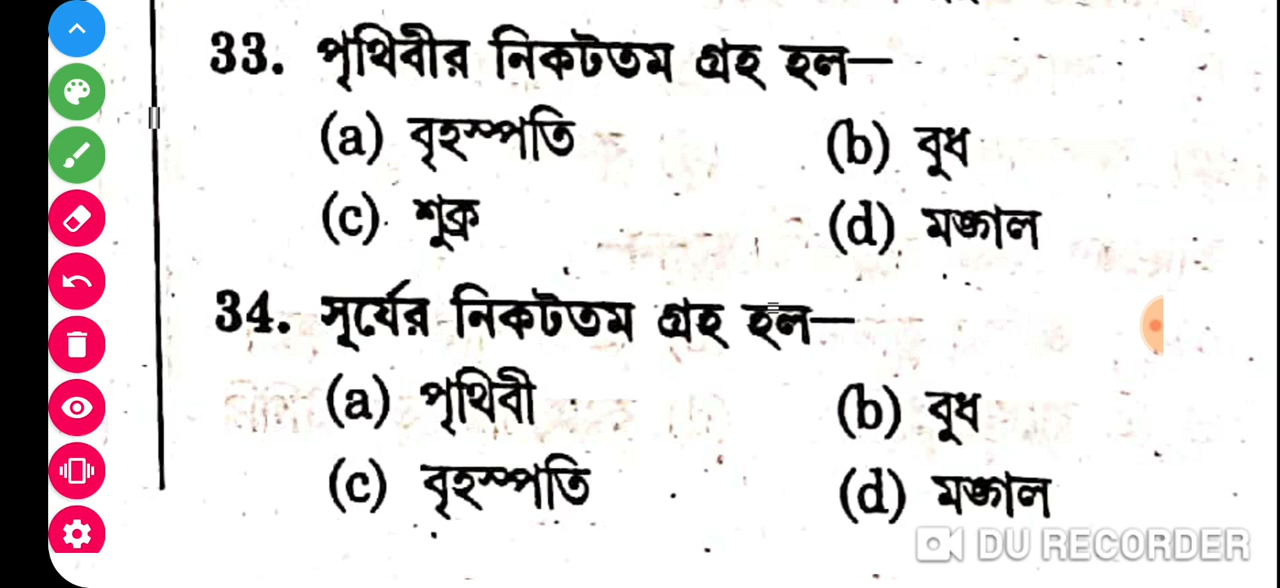 33. পৃথিবীর নিকটতম গ্রহ হল—
(a) বৃহস্পতি (b) বুধ
(c) শুক্র (d) মঙ্গল
34. সূর্যের নিকটতম গ্রহ হল—
(a) পৃথিবী (b) বুধ
(c) বৃহস্পতি (d) মঙ্গল
DU RECORDER